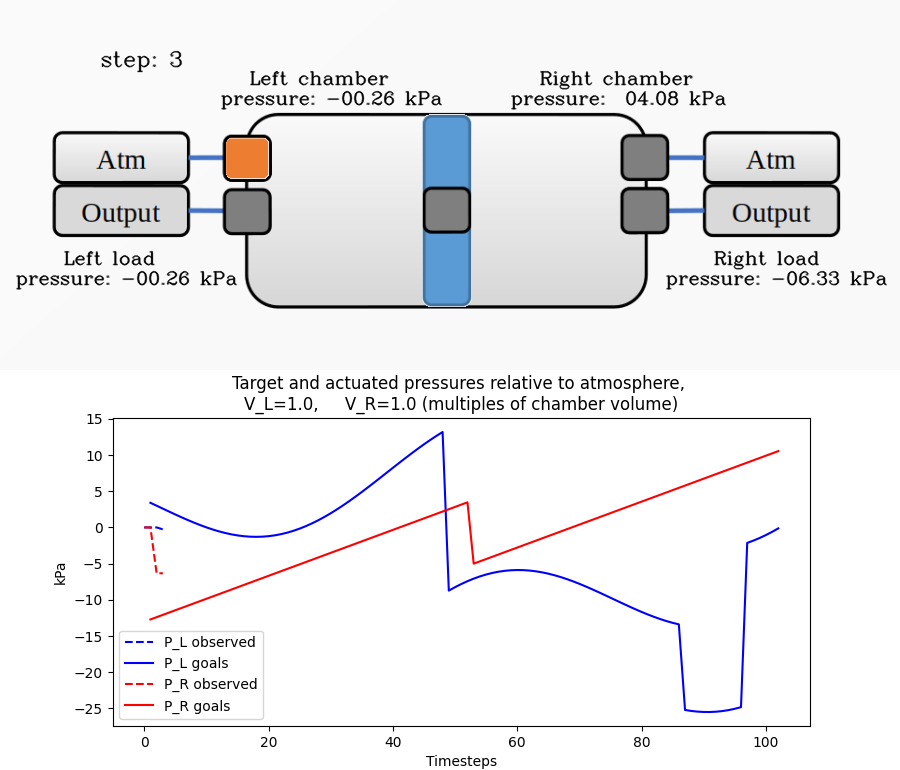 step: 3
Left chamber
pressure: −00.26 kPa
Right chamber
pressure: 04.08 kPa
Atm
Output
Atm
Output
Left load
pressure: −00.26 kPa
Right load
pressure: −06.33 kPa
Target and actuated pressures relative to atmosphere,
V_L=1.0, V_R=1.0 (multiples of chamber volume)
15
10
5
0
−5
−10
−15
−20
−25
kPa
P_L observed
P_L goals
P_R observed
P_R goals
0 20 40 60 80 100
Timesteps